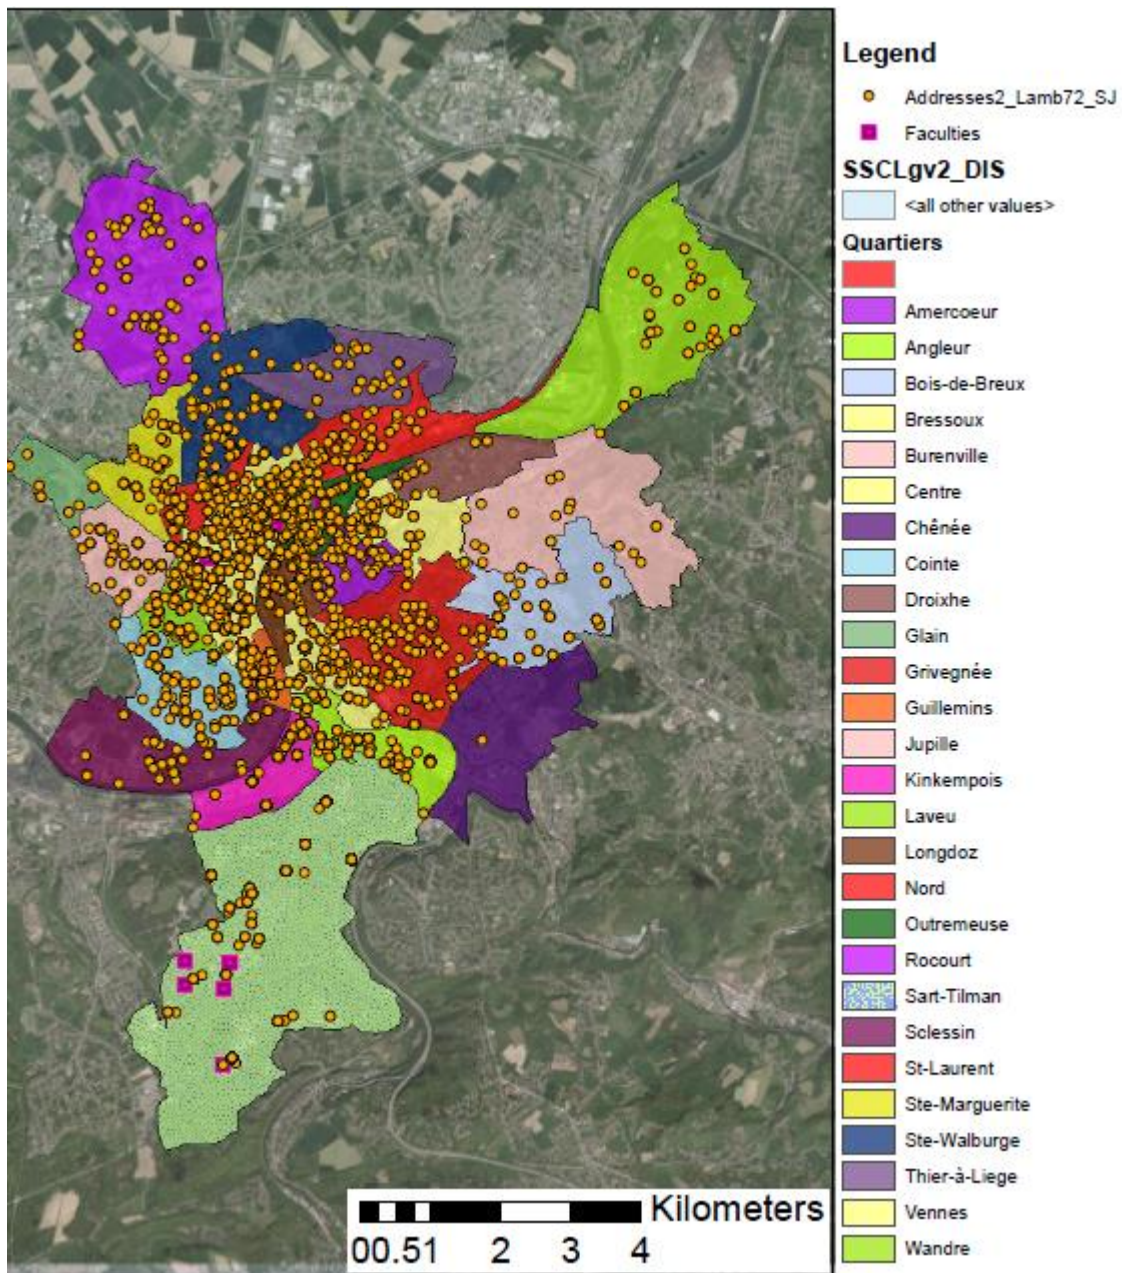 Legend
Addresses2_Lamb72_SJ
Faculties
SSCLgv2_DIS
<all other values>
Quartiers
Amercoeur
Angleur
Bois-de-Breux
Bressoux
Burenville
Centre
Chênée
Cointe
Droixhe
Glain
Grivegnée
Guillemins
Jupille
Kinkempois
Laveu
Longdoz
Nord
Outremeuse
Rocourt
Sart-Tilman
Sclessin
St-Laurent
Ste-Marguerite
Ste-Walburge
Thier-à-Liege
Vennes
Wandre
Kilometers
00.51 2 3 4